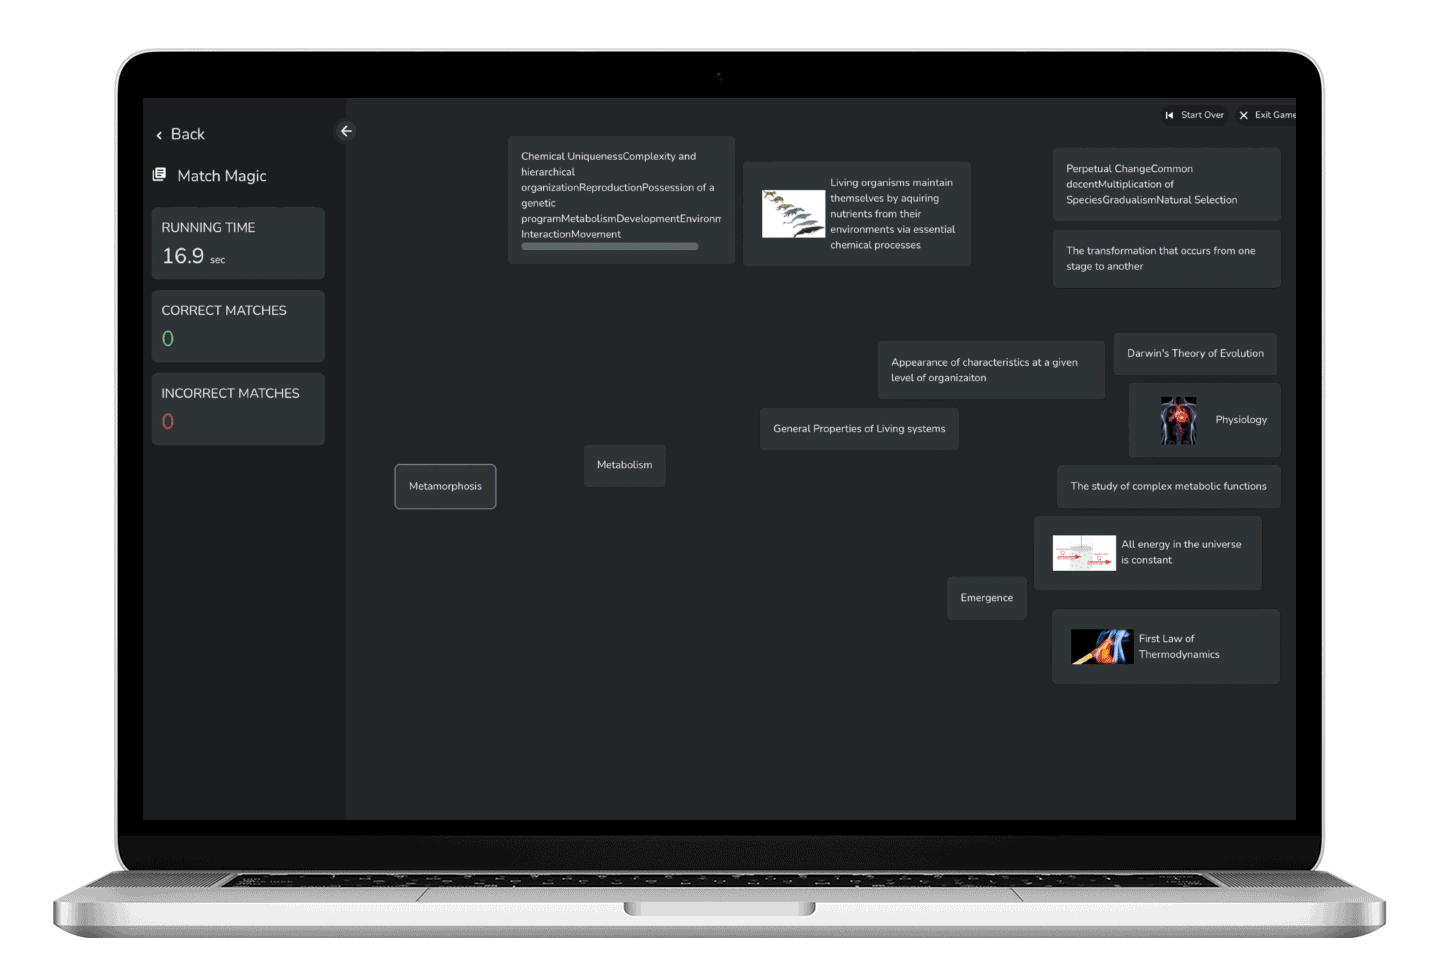 Back
Match Magic
RUNNING TIME
16.9 sec
CORRECT MATCHES
0
INCORRECT MATCHES
0
Start Over
Exit Game
Chemical UniquenessComplexity and
hierarchical
organizationReproductionPossession of a
genetic
programMetabolismDevelopmentEnvironm
InteractionMovement
Living organisms maintain
themselves by aquiring
nutrients from their
environments via essential
chemical processes
Perpetual ChangeCommon
decentMultiplication of
SpeciesGradualismNatural Selection
The transformation that occurs from one
stage to another
Appearance of characteristics at a given
level of organizaiton
Darwin's Theory of Evolution
General Properties of Living systems
Physiology
Metabolism
Metamorphosis
The study of complex metabolic functions
All energy in the universe
is constant
Emergence
First Law of
Thermodynamics